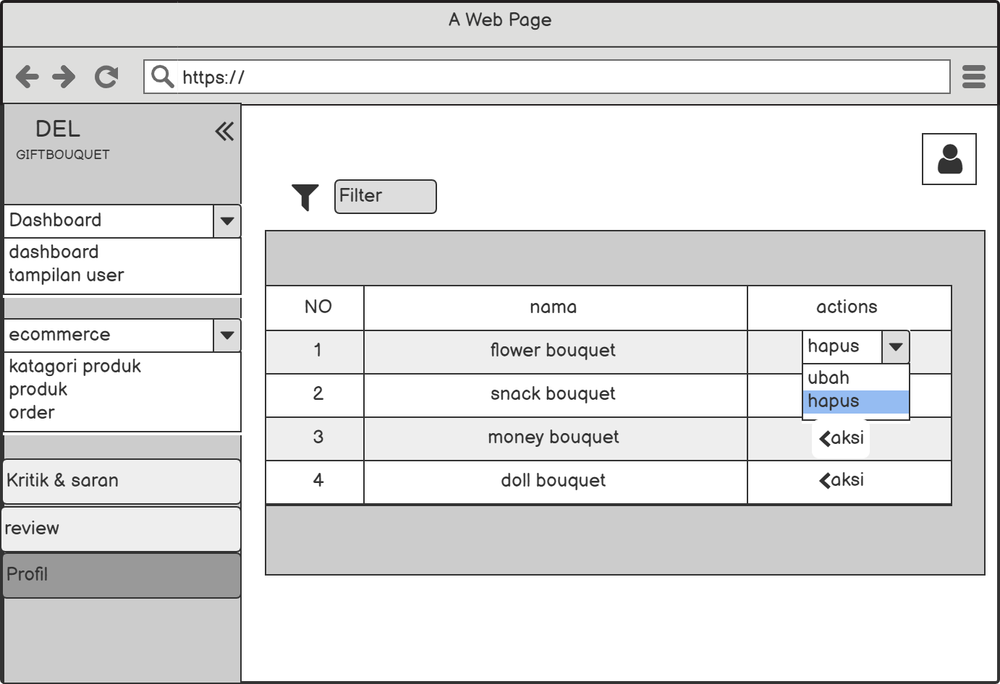 A Web Page
https://
DEL
GIFTBOUQUET
Dashboard
dashboard
tampilan user
ecommerce
katagori produk
produk
order
Kritik & saran
review
Profil
Filter
NO nama actions
1 flower bouquet hapus
ubah
2 snack bouquet hapus
3 money bouquet aksi
4 doll bouquet aksi